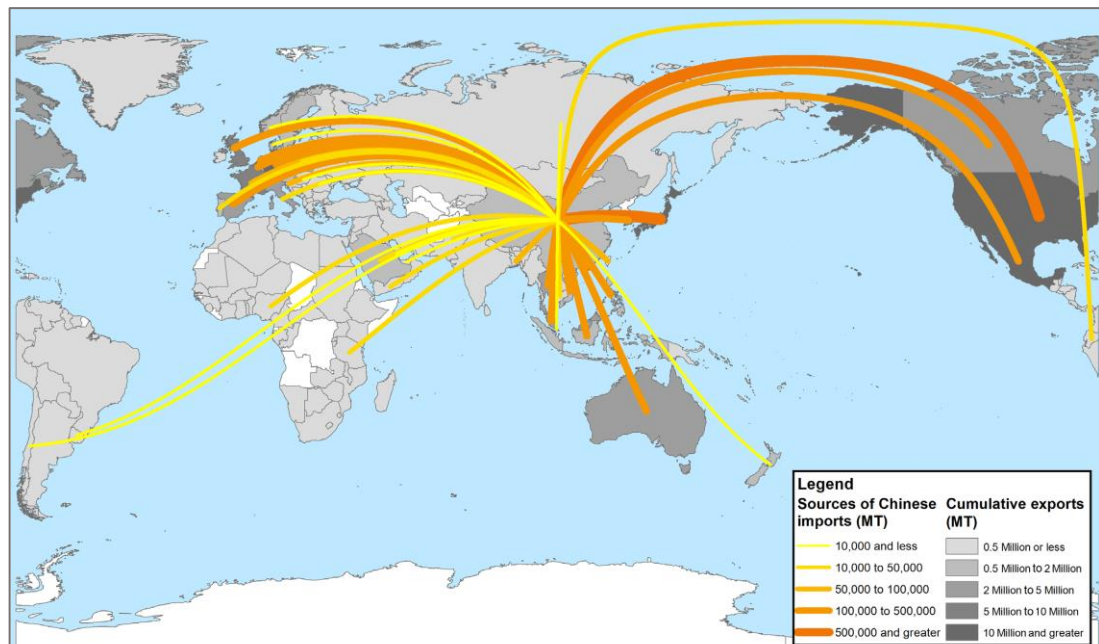 Legend
Sources of Chinese
imports (MT)
10,000 and less
10,000 to 50,000
50,000 to 100,000
100,000 to 500,000
500,000 and greater
Cumulative exports
(MT)
0.5 Million or less
0.5 Million to 2 Million
2 Million to 5 Million
5 Million to 10 Million
10 Million and greater